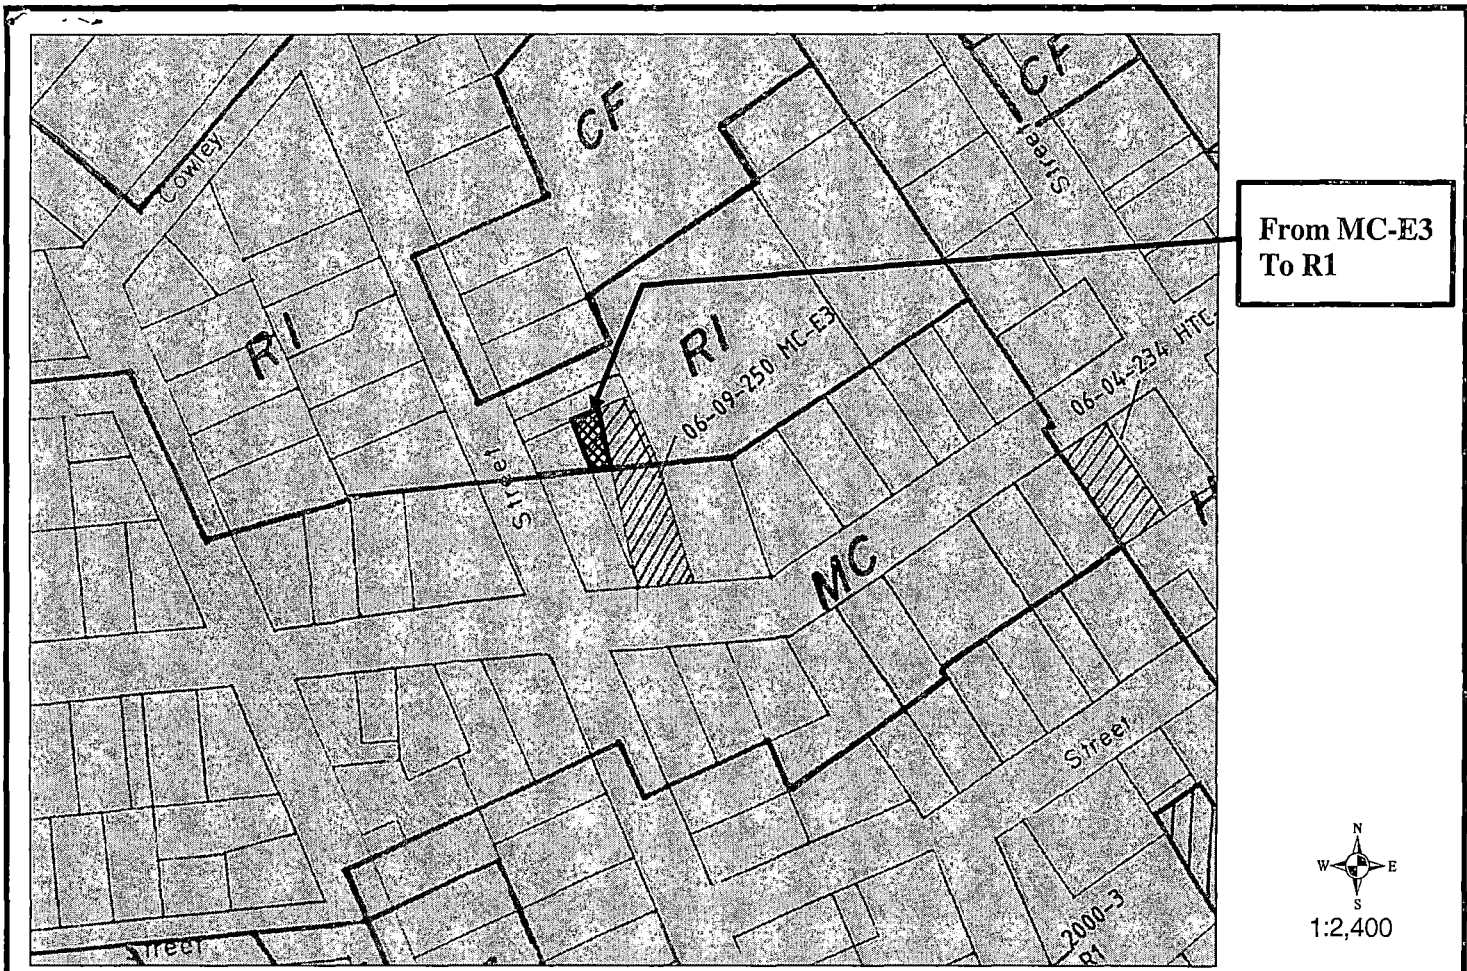 CF
CF
Cowley
Street
From MC-E3
To R1
R1
R1
06-09-250 MC-E3
06-04-234 HTC
Street
MC
Street
N
W E
S
1:2,400
2000-3
R1
Street